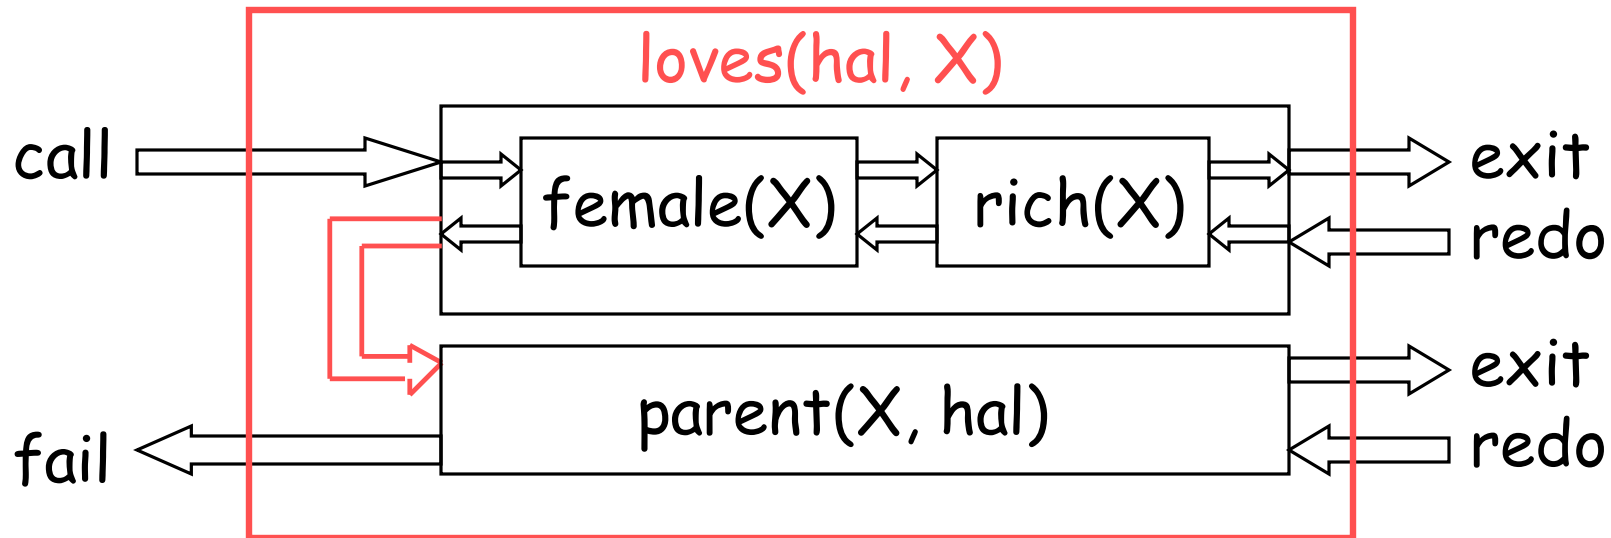 loves(hal, X)
call
female(X)
rich(X)
exit
redo
parent(X, hal)
exit
fail
redo